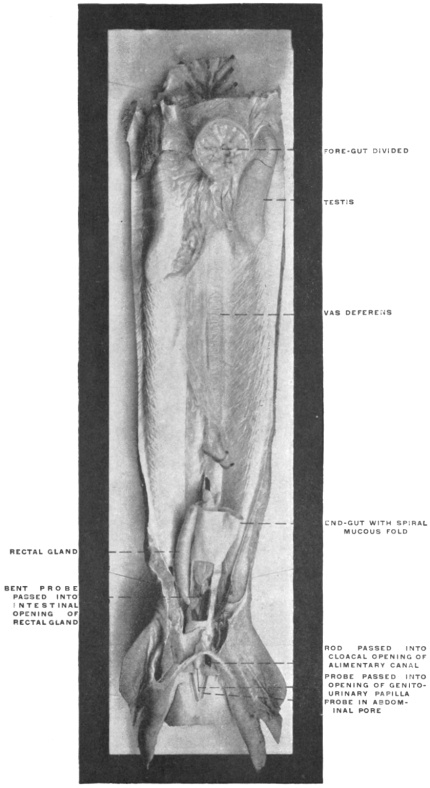 FORE-GUT DIVIDED
TESTIS
VAS DEFERENS
END-GUT WITH SPIRAL
MUCOUS FOLD
RECTAL GLAND
BENT PROBE
PASSED INTO
INTESTINAL
OPENING OF
RECTAL GLAND
ROD PASSED INTO
CLOACAL OPENING OF
ALIMENTARY CANAL
PROBE PASSED INTO
OPENING OF GENITO-
URINARY PAPILLA
PROBE IN ABDOM-
INAL PORE